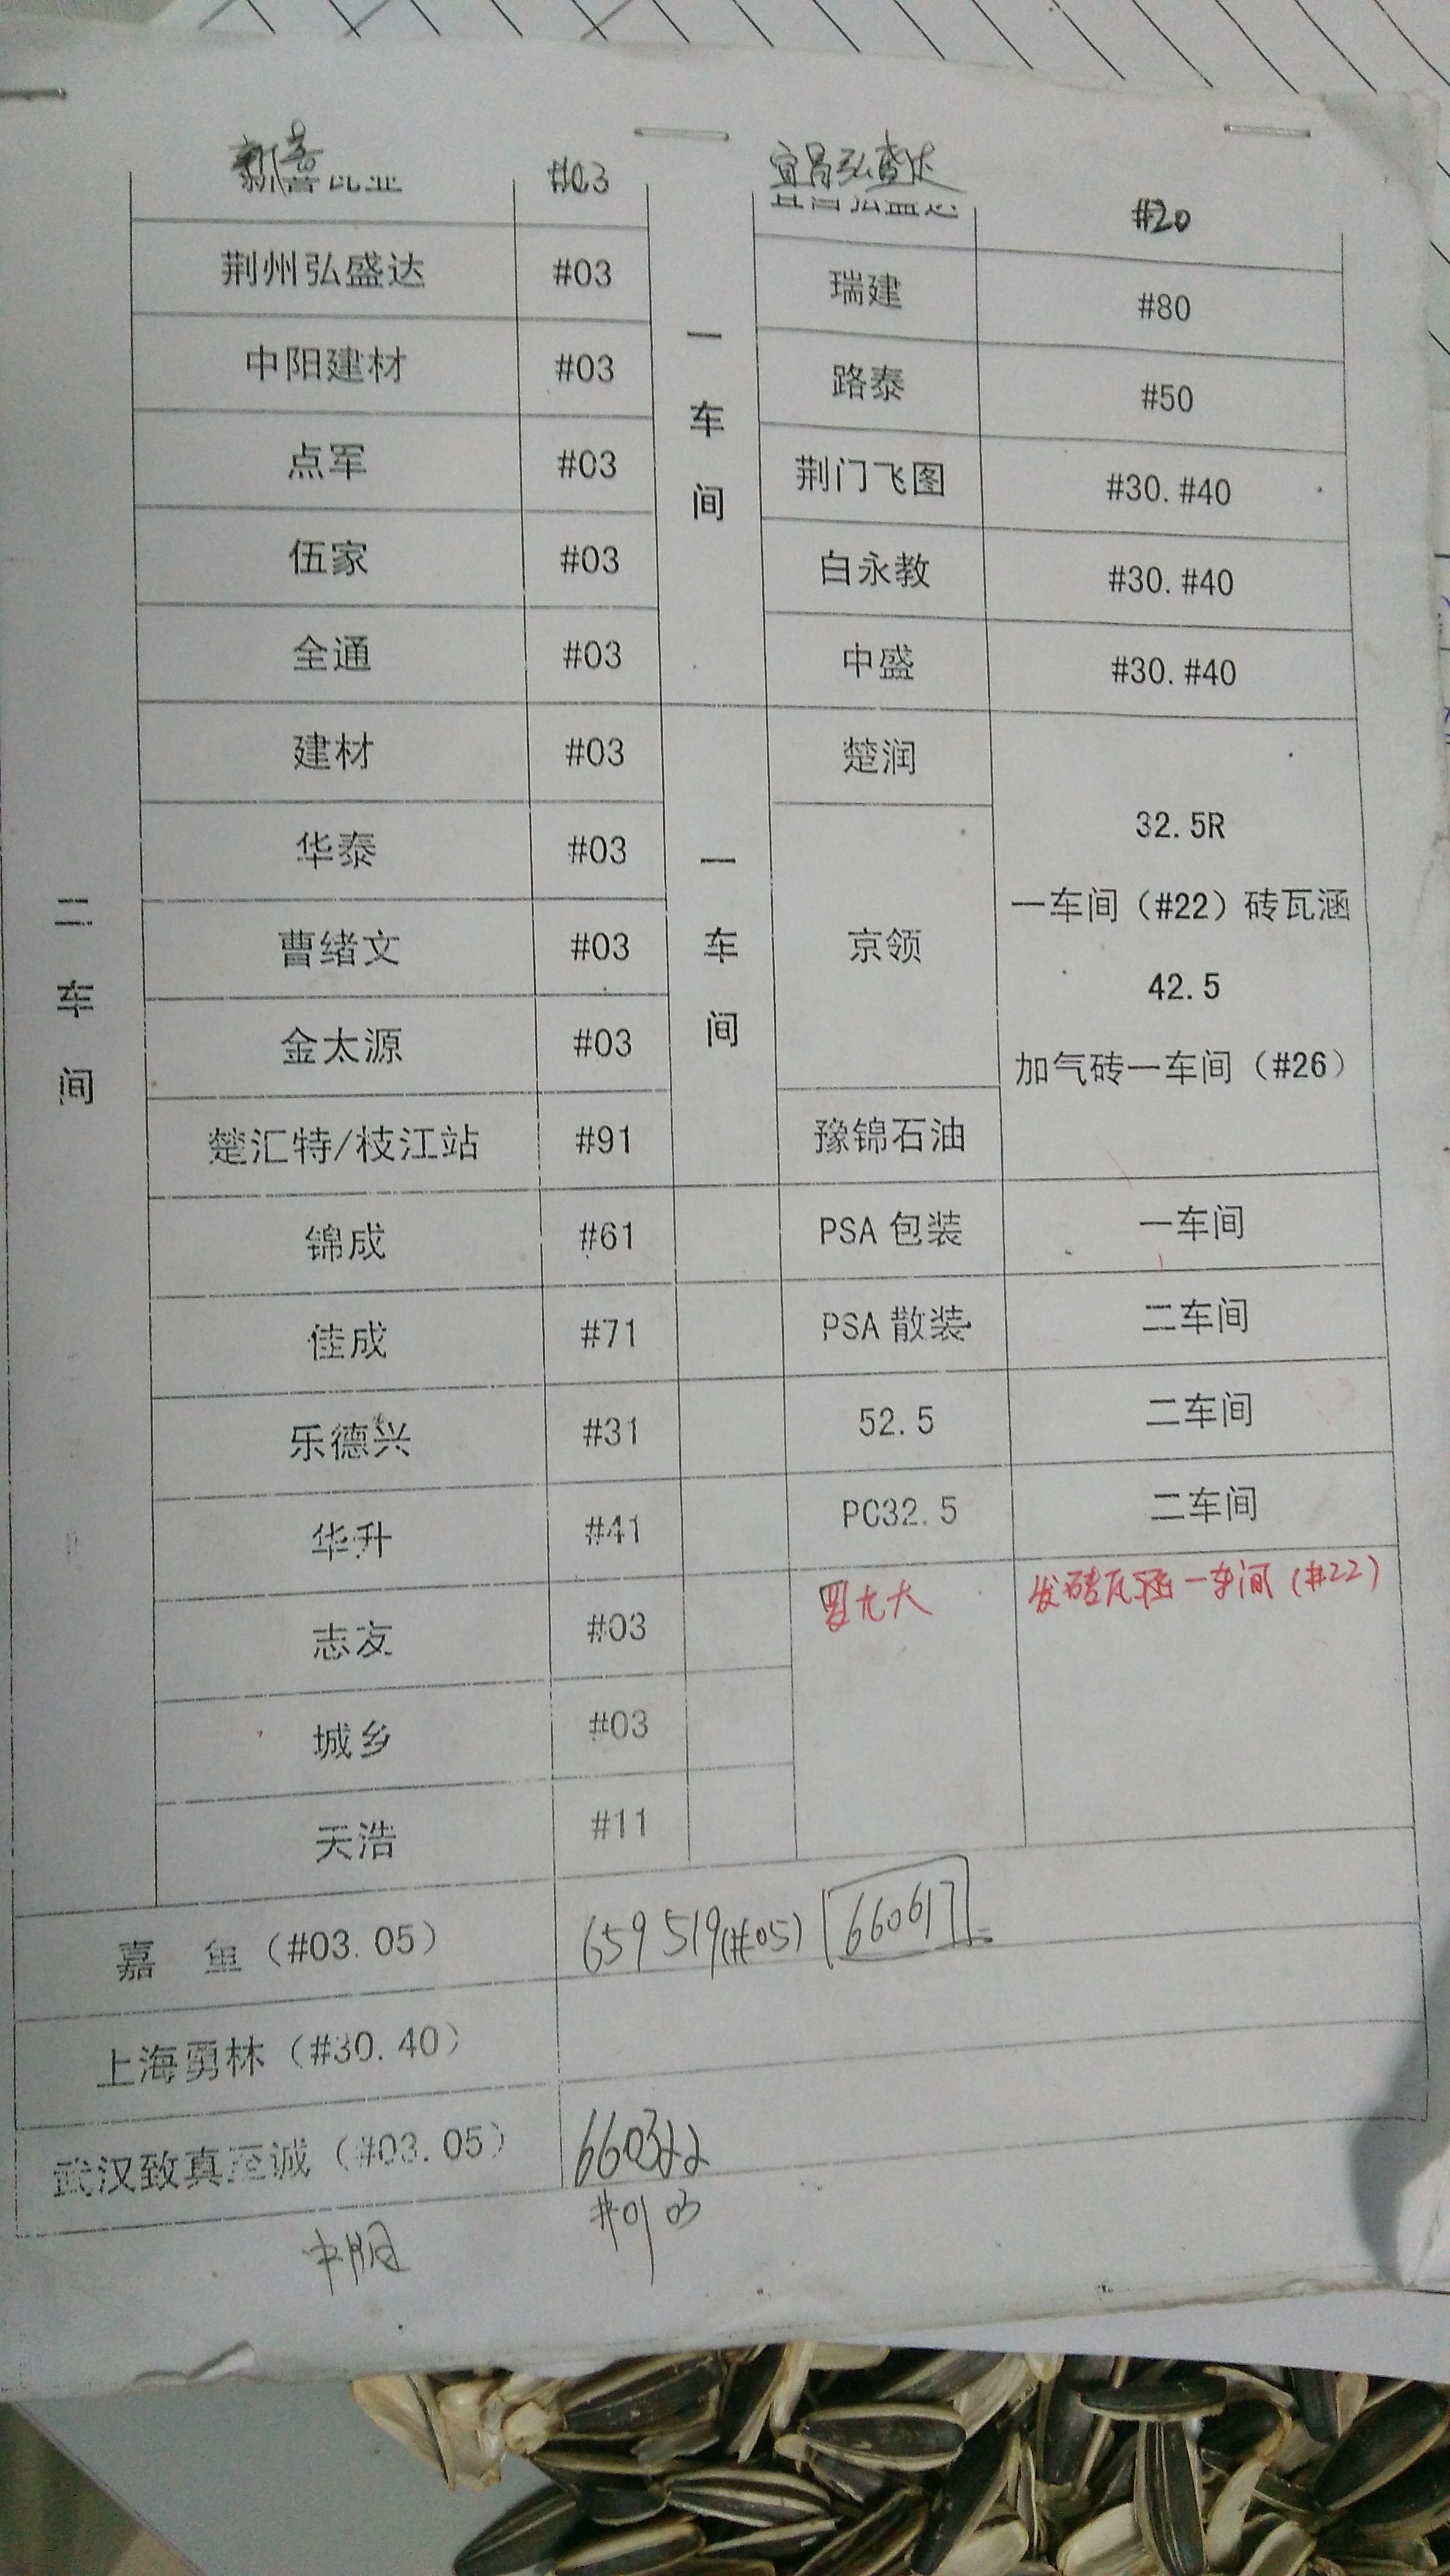 新普 #03 宜昌弘盛达 #20
荆州弘盛达 #03 瑞建 #80
中阳建材 #03 路泰 #50
点军 #03 荆门飞图 #30.#40
伍家 #03 白永教 #30.#40
全通 #03 中盛 #30.#40
一车间
建材 #03 楚润
华泰 #03 32.5R
曹绪文 #03 京领 一车间（#22）砖瓦涵
42.5
金太源 #03 加气砖一车间（#26）
楚汇特/枝江站 #91 豫锦石油
一车间
锦成 #61 PSA 包装 一车间
佳成 #71 PSA 散装 二车间
乐德兴 #31 52.5 二车间
华升 #41 PC32.5 二车间
志友 #03 发砖瓦涵一车间（#22）
城乡 #03
天浩 #11
二车间
嘉 鱼（#03.05） 659519(#05) 660617
上海勇林（#30.40）
武汉致真至诚（#03.05） 660322
#01 03